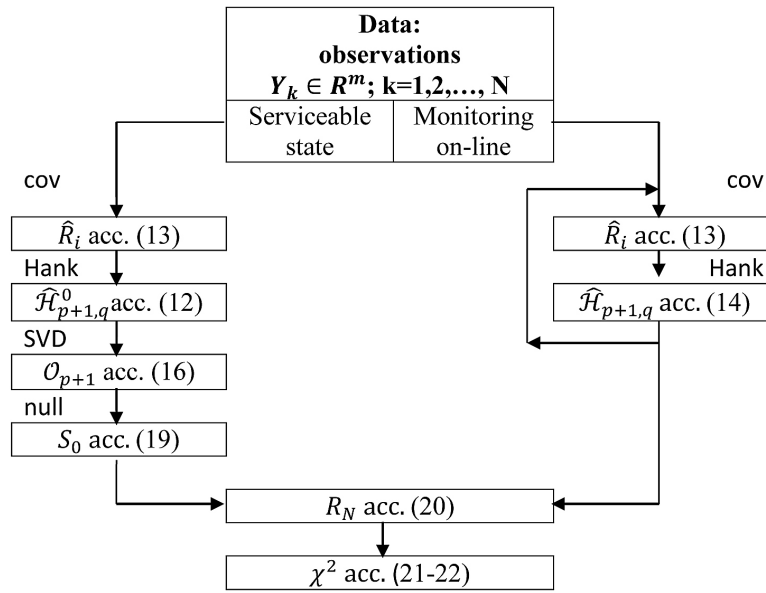 Data:
observations
Y_k ∈ R^m; k=1,2,…, N
Serviceable
state
Monitoring
on-line
cov
R̂_i acc. (13)
Hank
Ĥ^0_{p+1,q}acc. (12)
SVD
𝒪_{p+1} acc. (16)
null
S_0 acc. (19)
cov
R̂_i acc. (13)
Hank
Ĥ_{p+1,q} acc. (14)
R_N acc. (20)
χ^2 acc. (21-22)